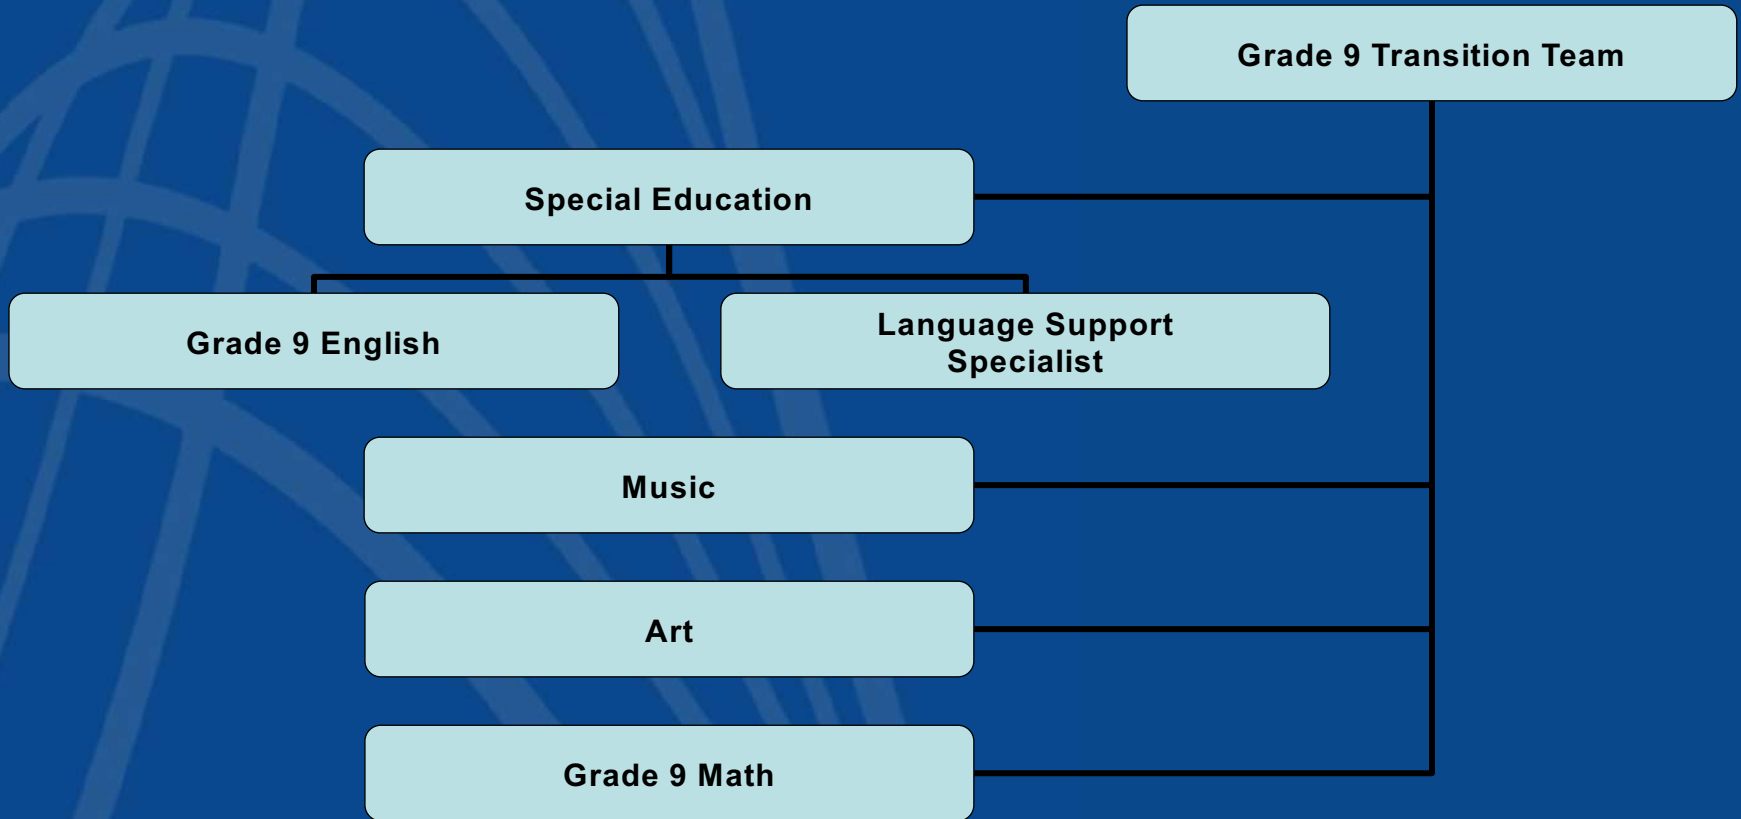 Grade 9 Transition Team
Special Education
Grade 9 English
Language Support
Specialist
Music
Art
Grade 9 Math